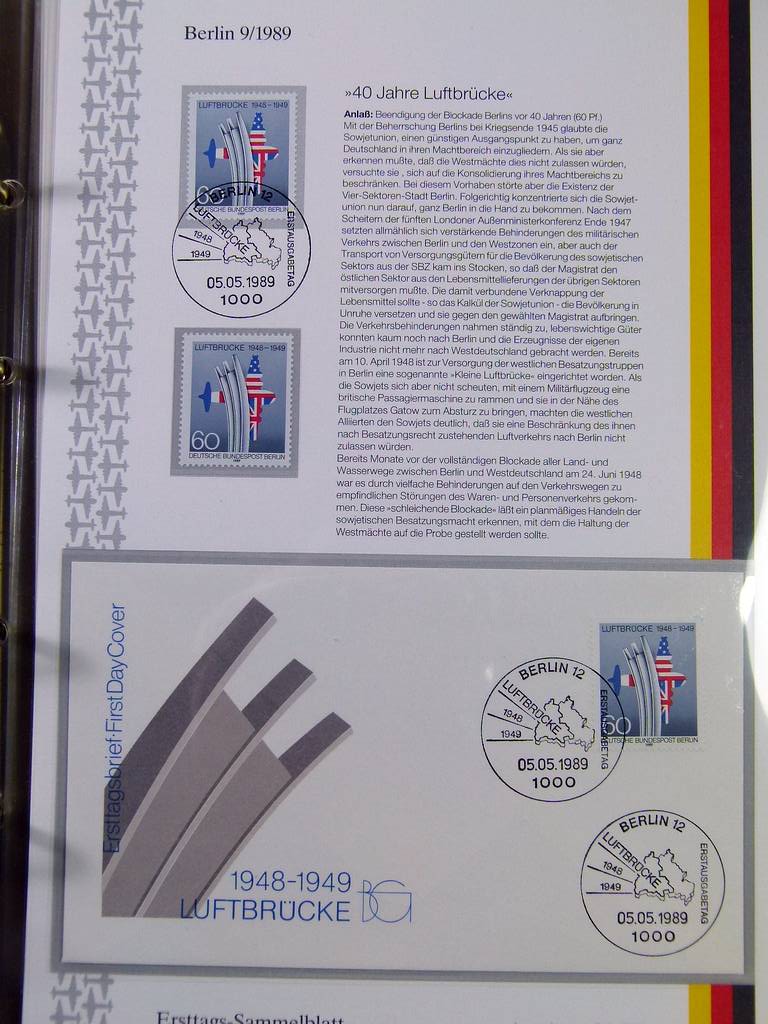 Berlin 9/1989
LUFTBRÜCKE 1948–1949
60
DEUTSCHE BUNDESPOST BERLIN
BERLIN 12
LUFTBRÜCKE
1948
1949
ERSTAUSGABETAG
05.05.1989
1000
LUFTBRÜCKE 1948–1949
60
DEUTSCHE BUNDESPOST BERLIN
»40 Jahre Luftbrücke«
Anlaß: Beendigung der Blockade Berlins vor 40 Jahren (60 Pf.)
Mit der Beherrschung Berlins bei Kriegsende 1945 glaubte die
Sowjetunion, einen günstigen Ausgangspunkt zu haben, um ganz
Deutschland in ihren Machtbereich einzugliedern. Als sie aber
erkennen mußte, daß die Westmächte dies nicht zulassen würden,
versuchte sie , sich auf die Konsolidierung ihres Machtbereichs zu
beschränken. Bei diesem Vorhaben störte aber die Existenz der
Vier-Sektoren-Stadt Berlin. Folgerichtig konzentrierte sich die Sowjet-
union nun darauf, ganz Berlin in die Hand zu bekommen. Nach dem
Scheitern der fünften Londoner Außenministerkonferenz Ende 1947
setzten allmählich sich verstärkende Behinderungen des militärischen
Verkehrs zwischen Berlin und den Westzonen ein, aber auch der
Transport von Versorgungsgütern für die Bevölkerung des sowjetischen
Sektors aus der SBZ kam ins Stocken, so daß der Magistrat den
östlichen Sektor aus den Lebensmittellieferungen der übrigen Sektoren
mitversorgen mußte. Die damit verbundene Verknappung der
Lebensmittel sollte - so das Kalkül der Sowjetunion - die Bevölkerung in
Unruhe versetzen und sie gegen den gewählten Magistrat aufbringen.
Die Verkehrsbehinderungen nahmen ständig zu, lebenswichtige Güter
konnten kaum noch nach Berlin und die Erzeugnisse der eigenen
Industrie nicht mehr nach Westdeutschland gebracht werden. Bereits
am 10. April 1948 ist zur Versorgung der westlichen Besatzungstruppen
in Berlin eine sogenannte »Kleine Luftbrücke« eingerichtet worden. Als
die Sowjets sich aber nicht scheuten, mit einem Militärflugzeug eine
britische Passagiermaschine zu rammen und sie in der Nähe des
Flugplatzes Gatow zum Absturz zu bringen, machten die westlichen
Alliierten den Sowjets deutlich, daß sie eine Beschränkung des ihnen
nach Besatzungsrecht zustehenden Luftverkehrs nach Berlin nicht
zulassen würden.
Bereits Monate vor der vollständigen Blockade aller Land- und
Wasserwege zwischen Berlin und Westdeutschland am 24. Juni 1948
war es durch vielfache Behinderungen auf den Verkehrswegen zu
empfindlichen Störungen des Waren- und Personenverkehrs gekom-
men. Diese »schleichende Blockade« läßt ein planmäßiges Handeln der
sowjetischen Besatzungsmacht erkennen, mit dem die Haltung der
Westmächte auf die Probe gestellt werden sollte.
Ersttagsbrief·First Day Cover
1948-1949
LUFTBRÜCKE
BERLIN 12
LUFTBRÜCKE
1948
1949
ERSTAUSGABETAG
05.05.1989
1000
LUFTBRÜCKE 1948–1949
60
DEUTSCHE BUNDESPOST BERLIN
BERLIN 12
LUFTBRÜCKE
1948
1949
ERSTAUSGABETAG
05.05.1989
1000
Ersttags-Sammelblatt